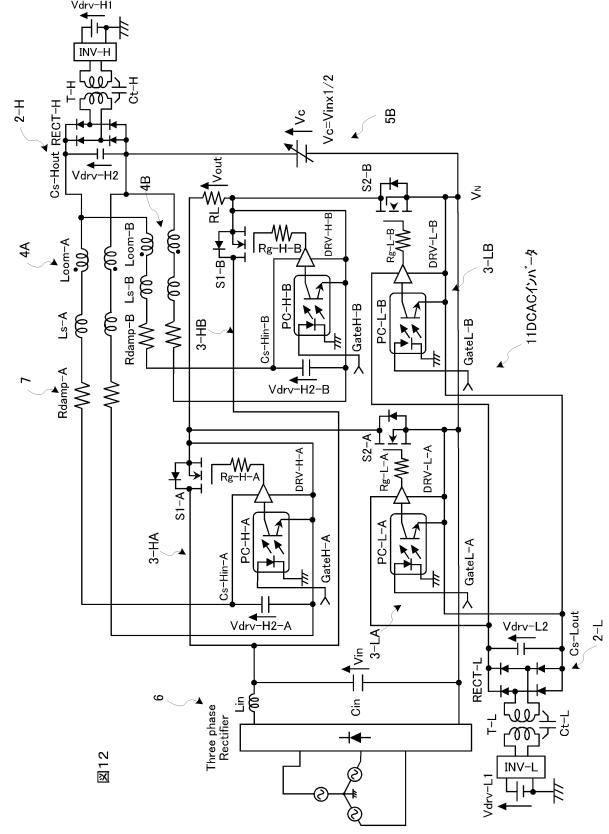 図12
Vdrv-H1
INV-H
T-H
Ct-H
2-H
RECT-H
Cs-Hout
Vdrv-H2
4B
4A
Lcom-A
Lcom-B
Ls-A
Ls-B
7
Rdamp-A
Rdamp-B
Vc
Vc=Vinx1/2
5B
Vout
RL
S1-B
Rg-H-B
DRV-H-B
PC-H-B
GateH-B
Cs-Hin-B
Vdrv-H2-B
3-HB
S2-B
VN
Rg-L-B
DRV-L-B
PC-L-B
GateL-B
3-LB
11DCACインバータ
S1-A
Rg-H-A
DRV-H-A
PC-H-A
GateH-A
Cs-Hin-A
Vdrv-H2-A
3-HA
S2-A
Rg-L-A
DRV-L-A
PC-L-A
GateL-A
3-LA
6
Three phase
Rectifier
Lin
Vin
Cin
Vdrv-L2
Cs-Lout
2-L
RECT-L
T-L
Ct-L
INV-L
Vdrv-L1